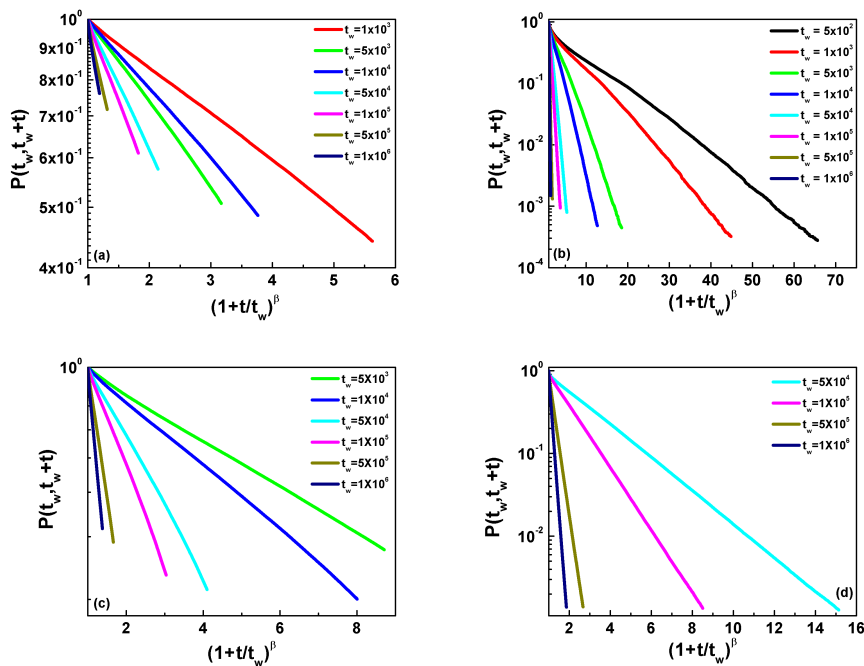 10⁰
9x10⁻¹
8x10⁻¹
7x10⁻¹
6x10⁻¹
5x10⁻¹
4x10⁻¹
P(t_w,t_w+t)
t_w=1x10³
t_w=5x10³
t_w=1x10⁴
t_w=5x10⁴
t_w=1x10⁵
t_w=5x10⁵
t_w=1x10⁶
(a)
1 2 3 4 5 6
(1+t/t_w)^β
10⁰
10⁻¹
10⁻²
10⁻³
10⁻⁴
P(t_w,t_w+t)
t_w = 5x10²
t_w = 1x10³
t_w = 5x10³
t_w = 1x10⁴
t_w = 5x10⁴
t_w = 1x10⁵
t_w = 5x10⁵
t_w = 1x10⁶
(b)
10 20 30 40 50 60 70
(1+t/t_w)^β
10⁰
P(t_w,t_w+t)
t_w=5X10³
t_w=1X10⁴
t_w=5X10⁴
t_w=1X10⁵
t_w=5X10⁵
t_w=1X10⁶
(c)
2 4 6 8
(1+t/t_w)^β
10⁰
10⁻¹
10⁻²
P(t_w,t_w+t)
t_w=5X10⁴
t_w=1X10⁵
t_w=5X10⁵
t_w=1X10⁶
(d)
2 4 6 8 10 12 14 16
(1+t/t_w)^β